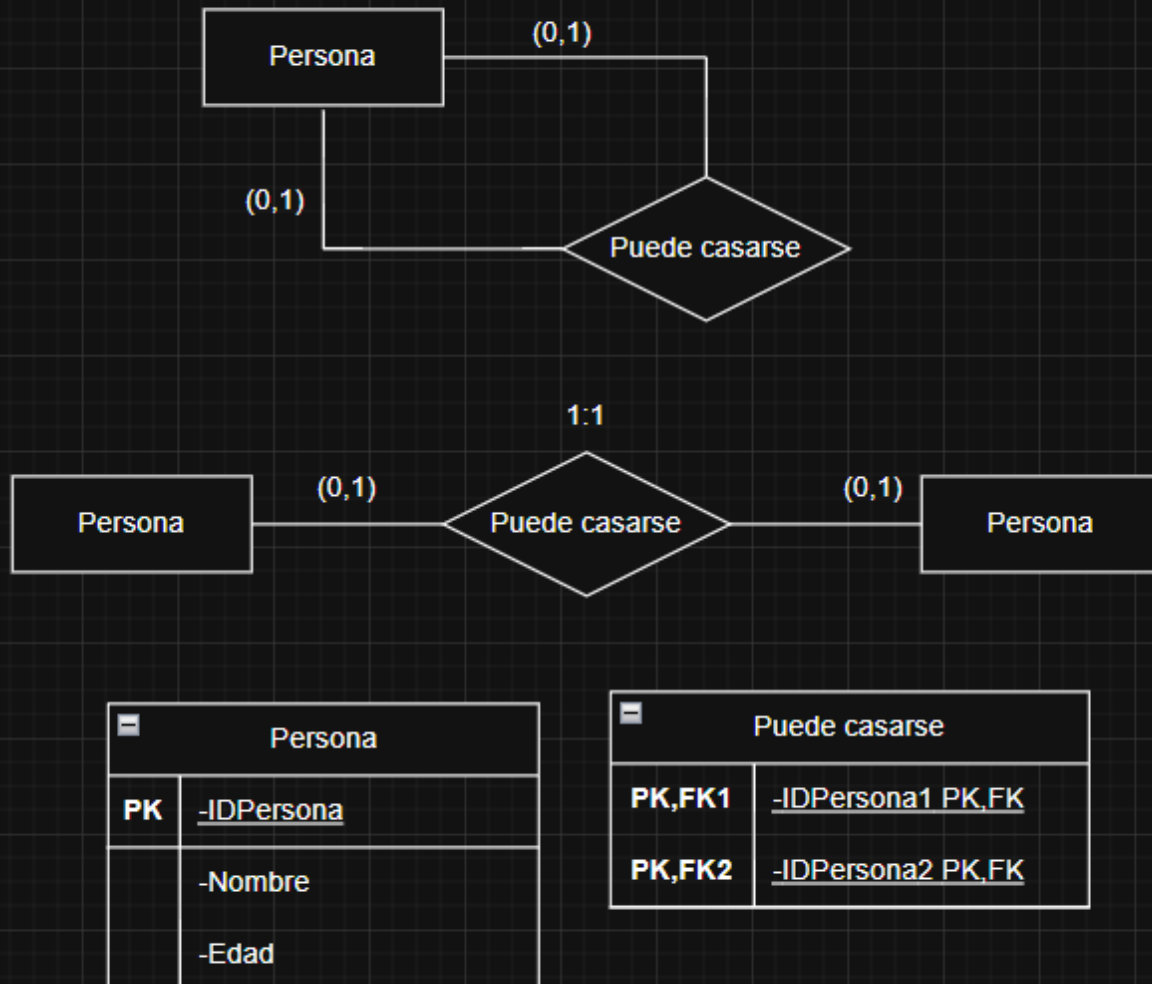 Persona
(0,1)
(0,1)
Puede casarse
1:1
Persona
(0,1)
Puede casarse
(0,1)
Persona
Persona
PK
-IDPersona
-Nombre
-Edad
Puede casarse
PK,FK1
-IDPersona1 PK,FK
PK,FK2
-IDPersona2 PK,FK